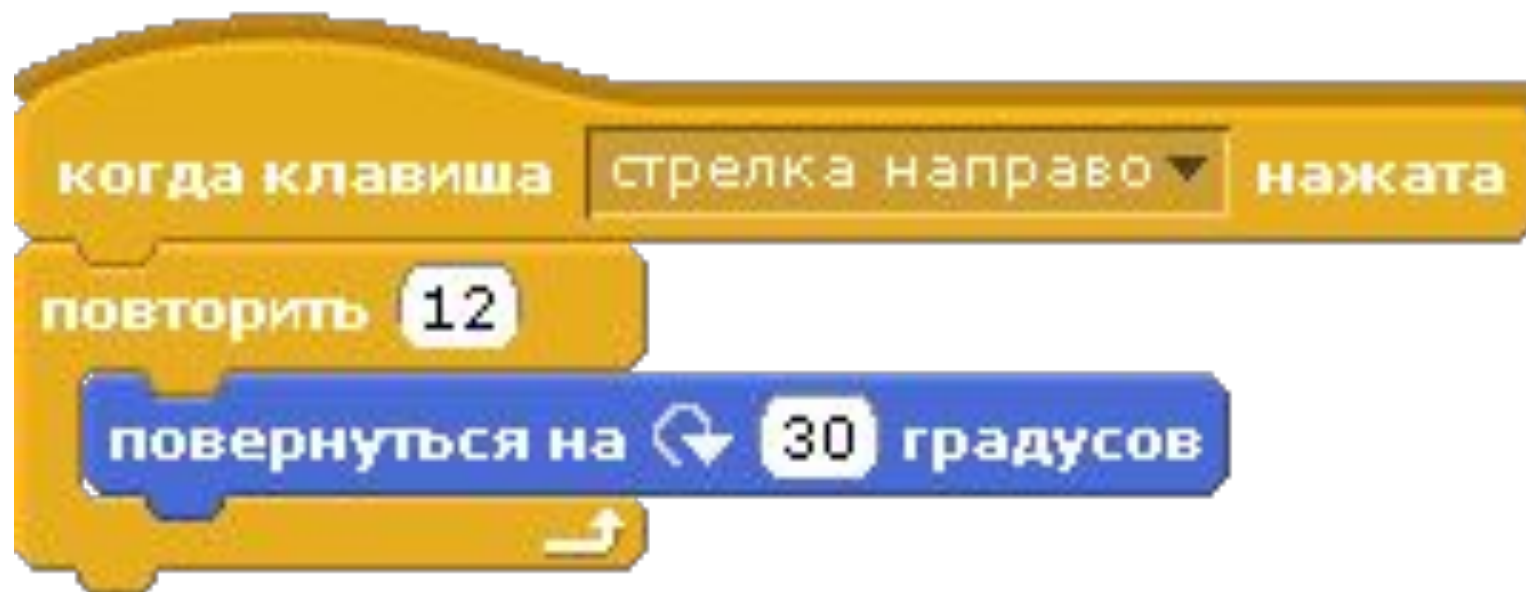 когда клавиша стрелка направо нажата
повторить 12
повернуться на 30 градусов